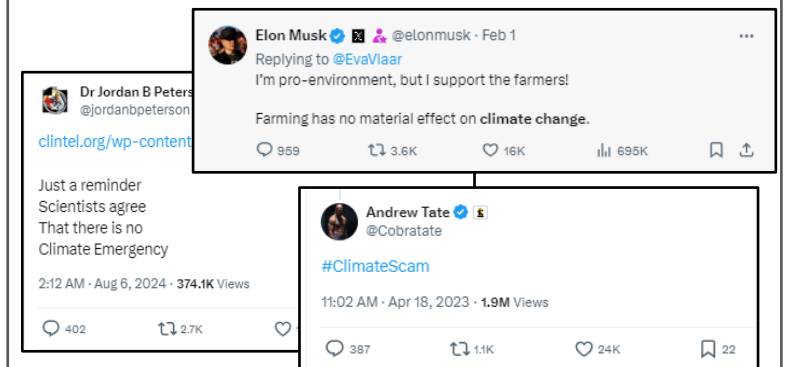 Elon Musk @elonmusk · Feb 1
Replying to @EvaVlaar
I'm pro-environment, but I support the farmers!
Farming has no material effect on climate change.
959 3.6K 16K 695K
Dr Jordan B Peters
@jordanbpeterson
clintel.org/wp-content
Just a reminder
Scientists agree
That there is no
Climate Emergency
2:12 AM · Aug 6, 2024 · 374.1K Views
402 2.7K
Andrew Tate
@Cobratate
#ClimateScam
11:02 AM · Apr 18, 2023 · 1.9M Views
387 1.1K 24K 22